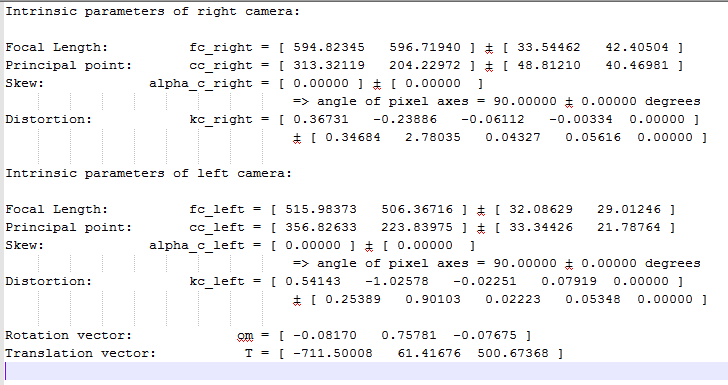 Intrinsic parameters of right camera:
Focal Length: fc_right = [ 594.82345 596.71940 ] ± [ 33.54462 42.40504 ]
Principal point: cc_right = [ 313.32119 204.22972 ] ± [ 48.81210 40.46981 ]
Skew: alpha_c_right = [ 0.00000 ] ± [ 0.00000 ]
=> angle of pixel axes = 90.00000 ± 0.00000 degrees
Distortion: kc_right = [ 0.36731 -0.23886 -0.06112 -0.00334 0.00000 ]
± [ 0.34684 2.78035 0.04327 0.05616 0.00000 ]
Intrinsic parameters of left camera:
Focal Length: fc_left = [ 515.98373 506.36716 ] ± [ 32.08629 29.01246 ]
Principal point: cc_left = [ 356.82633 223.83975 ] ± [ 33.34426 21.78764 ]
Skew: alpha_c_left = [ 0.00000 ] ± [ 0.00000 ]
=> angle of pixel axes = 90.00000 ± 0.00000 degrees
Distortion: kc_left = [ 0.54143 -1.02578 -0.02251 0.07919 0.00000 ]
± [ 0.25389 0.90103 0.02223 0.05348 0.00000 ]
Rotation vector: om = [ -0.08170 0.75781 -0.07675 ]
Translation vector: T = [ -711.50008 61.41676 500.67368 ]